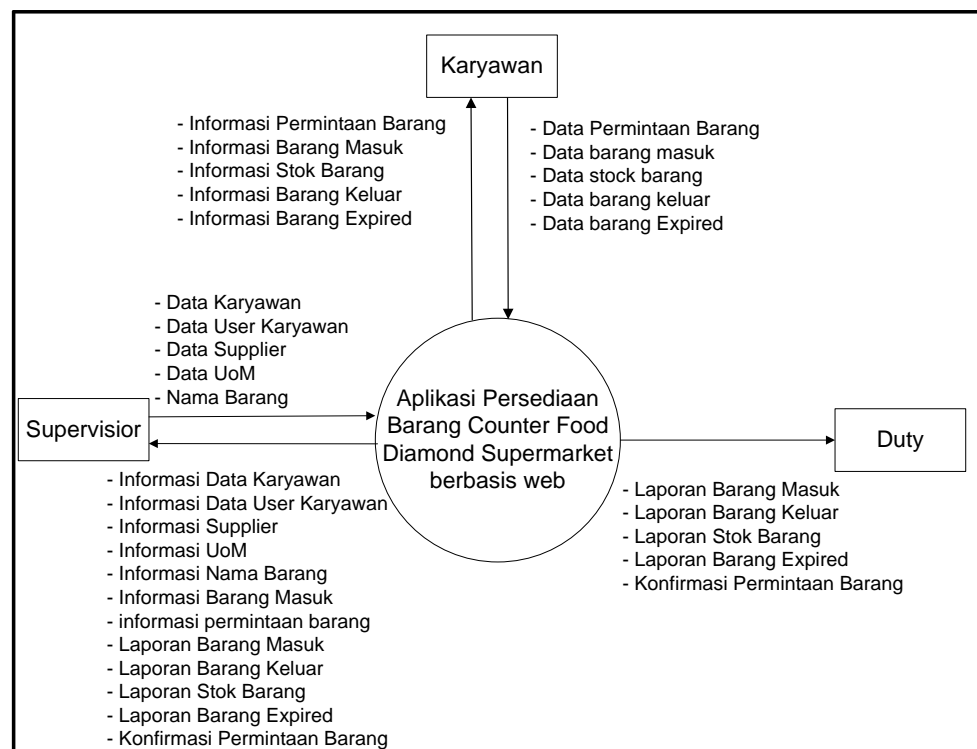 Karyawan
- Informasi Permintaan Barang
- Informasi Barang Masuk
- Informasi Stok Barang
- Informasi Barang Keluar
- Informasi Barang Expired
- Data Permintaan Barang
- Data barang masuk
- Data stock barang
- Data barang keluar
- Data barang Expired
- Data Karyawan
- Data User Karyawan
- Data Supplier
- Data UoM
- Nama Barang
Supervisior
Aplikasi Persediaan
Barang Counter Food
Diamond Supermarket
berbasis web
Duty
- Informasi Data Karyawan
- Informasi Data User Karyawan
- Informasi Supplier
- Informasi UoM
- Informasi Nama Barang
- Informasi Barang Masuk
- informasi permintaan barang
- Laporan Barang Masuk
- Laporan Barang Keluar
- Laporan Stok Barang
- Laporan Barang Expired
- Konfirmasi Permintaan Barang
- Laporan Barang Masuk
- Laporan Barang Keluar
- Laporan Stok Barang
- Laporan Barang Expired
- Konfirmasi Permintaan Barang